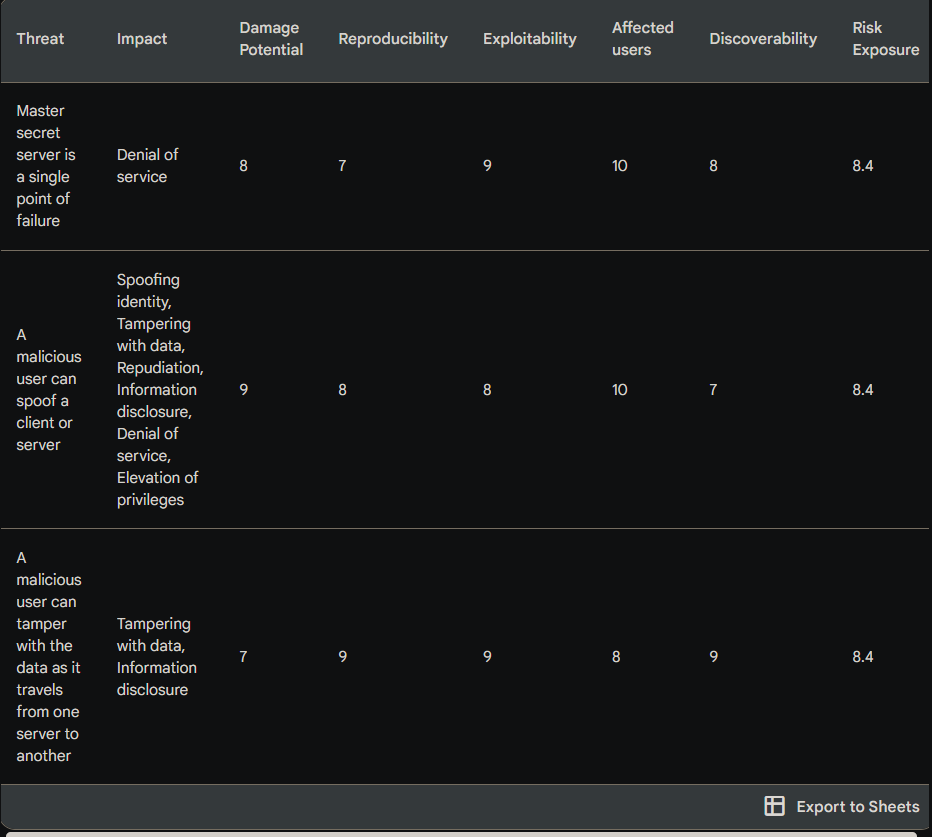 Threat
Impact
Damage
Potential
Reproducibility
Exploitability
Affected
users
Discoverability
Risk
Exposure
Master
secret
server is
a single
point of
failure
Denial of
service
8
7
9
10
8
8.4
A
malicious
user can
spoof a
client or
server
Spoofing
identity,
Tampering
with data,
Repudiation,
Information
disclosure,
Denial of
service,
Elevation of
privileges
9
8
8
10
7
8.4
A
malicious
user can
tamper
with the
data as it
travels
from one
server to
another
Tampering
with data,
Information
disclosure
7
9
9
8
9
8.4
Export to Sheets